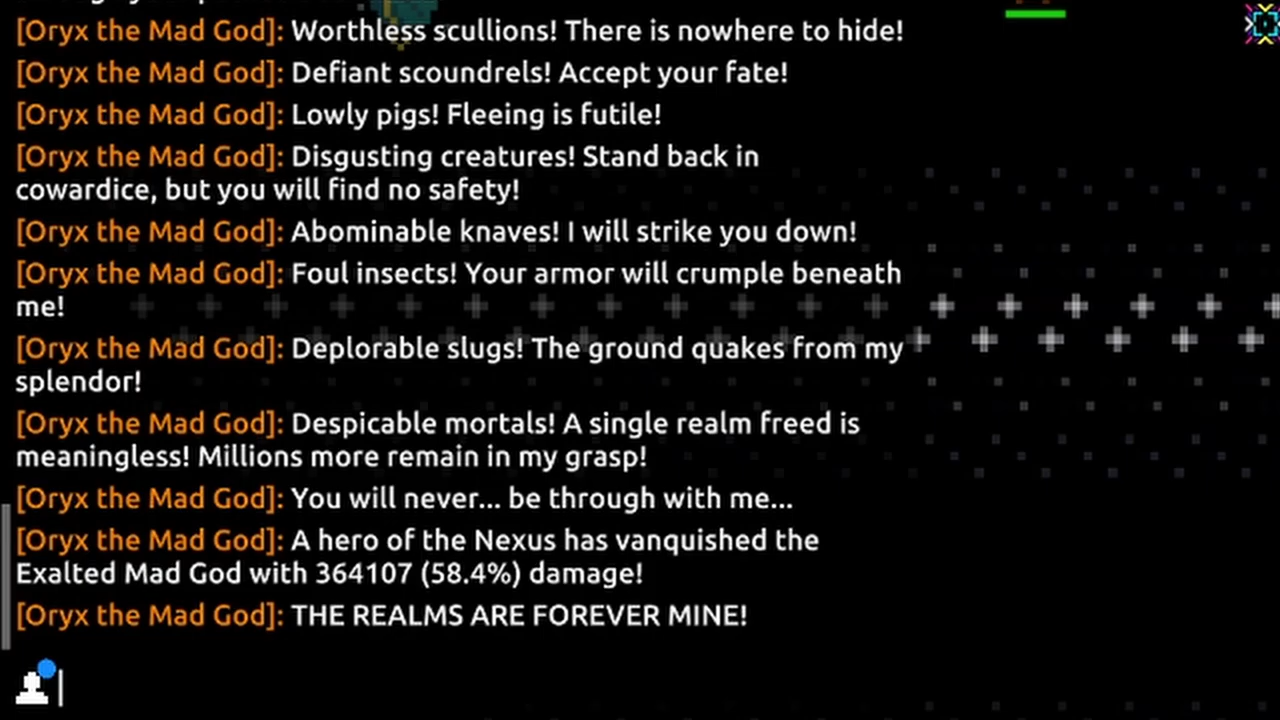 [Oryx the Mad God]: Worthless scullions! There is nowhere to hide!
[Oryx the Mad God]: Defiant scoundrels! Accept your fate!
[Oryx the Mad God]: Lowly pigs! Fleeing is futile!
[Oryx the Mad God]: Disgusting creatures! Stand back in
cowardice, but you will find no safety!
[Oryx the Mad God]: Abominable knaves! I will strike you down!
[Oryx the Mad God]: Foul insects! Your armor will crumple beneath
me!
[Oryx the Mad God]: Deplorable slugs! The ground quakes from my
splendor!
[Oryx the Mad God]: Despicable mortals! A single realm freed is
meaningless! Millions more remain in my grasp!
[Oryx the Mad God]: You will never... be through with me...
[Oryx the Mad God]: A hero of the Nexus has vanquished the
Exalted Mad God with 364107 (58.4%) damage!
[Oryx the Mad God]: THE REALMS ARE FOREVER MINE!